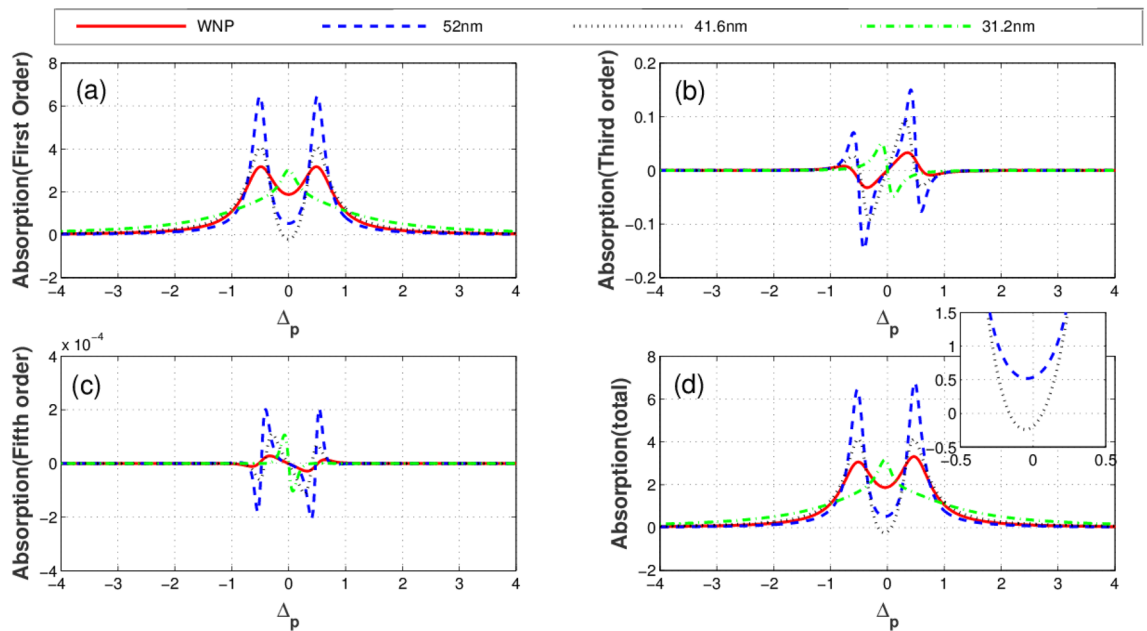 WNP 52nm 41.6nm 31.2nm
(a)
Absorption(First Order)
8
6
4
2
0
−2
−4 −3 −2 −1 0 1 2 3 4
Δp
(b)
Absorption(Third order)
0.2
0.1
0
−0.1
−0.2
−4 −3 −2 −1 0 1 2 3 4
Δp
x 10−4
(c)
Absorption(Fifth order)
4
2
0
−2
−4
−4 −3 −2 −1 0 1 2 3 4
Δp
(d)
Absorption(total)
8
6
4
2
0
−2
−4 −3 −2 −1 0 1 2 3 4
Δp
1.5
1
0.5
0
−0.5
−0.5 0 0.5